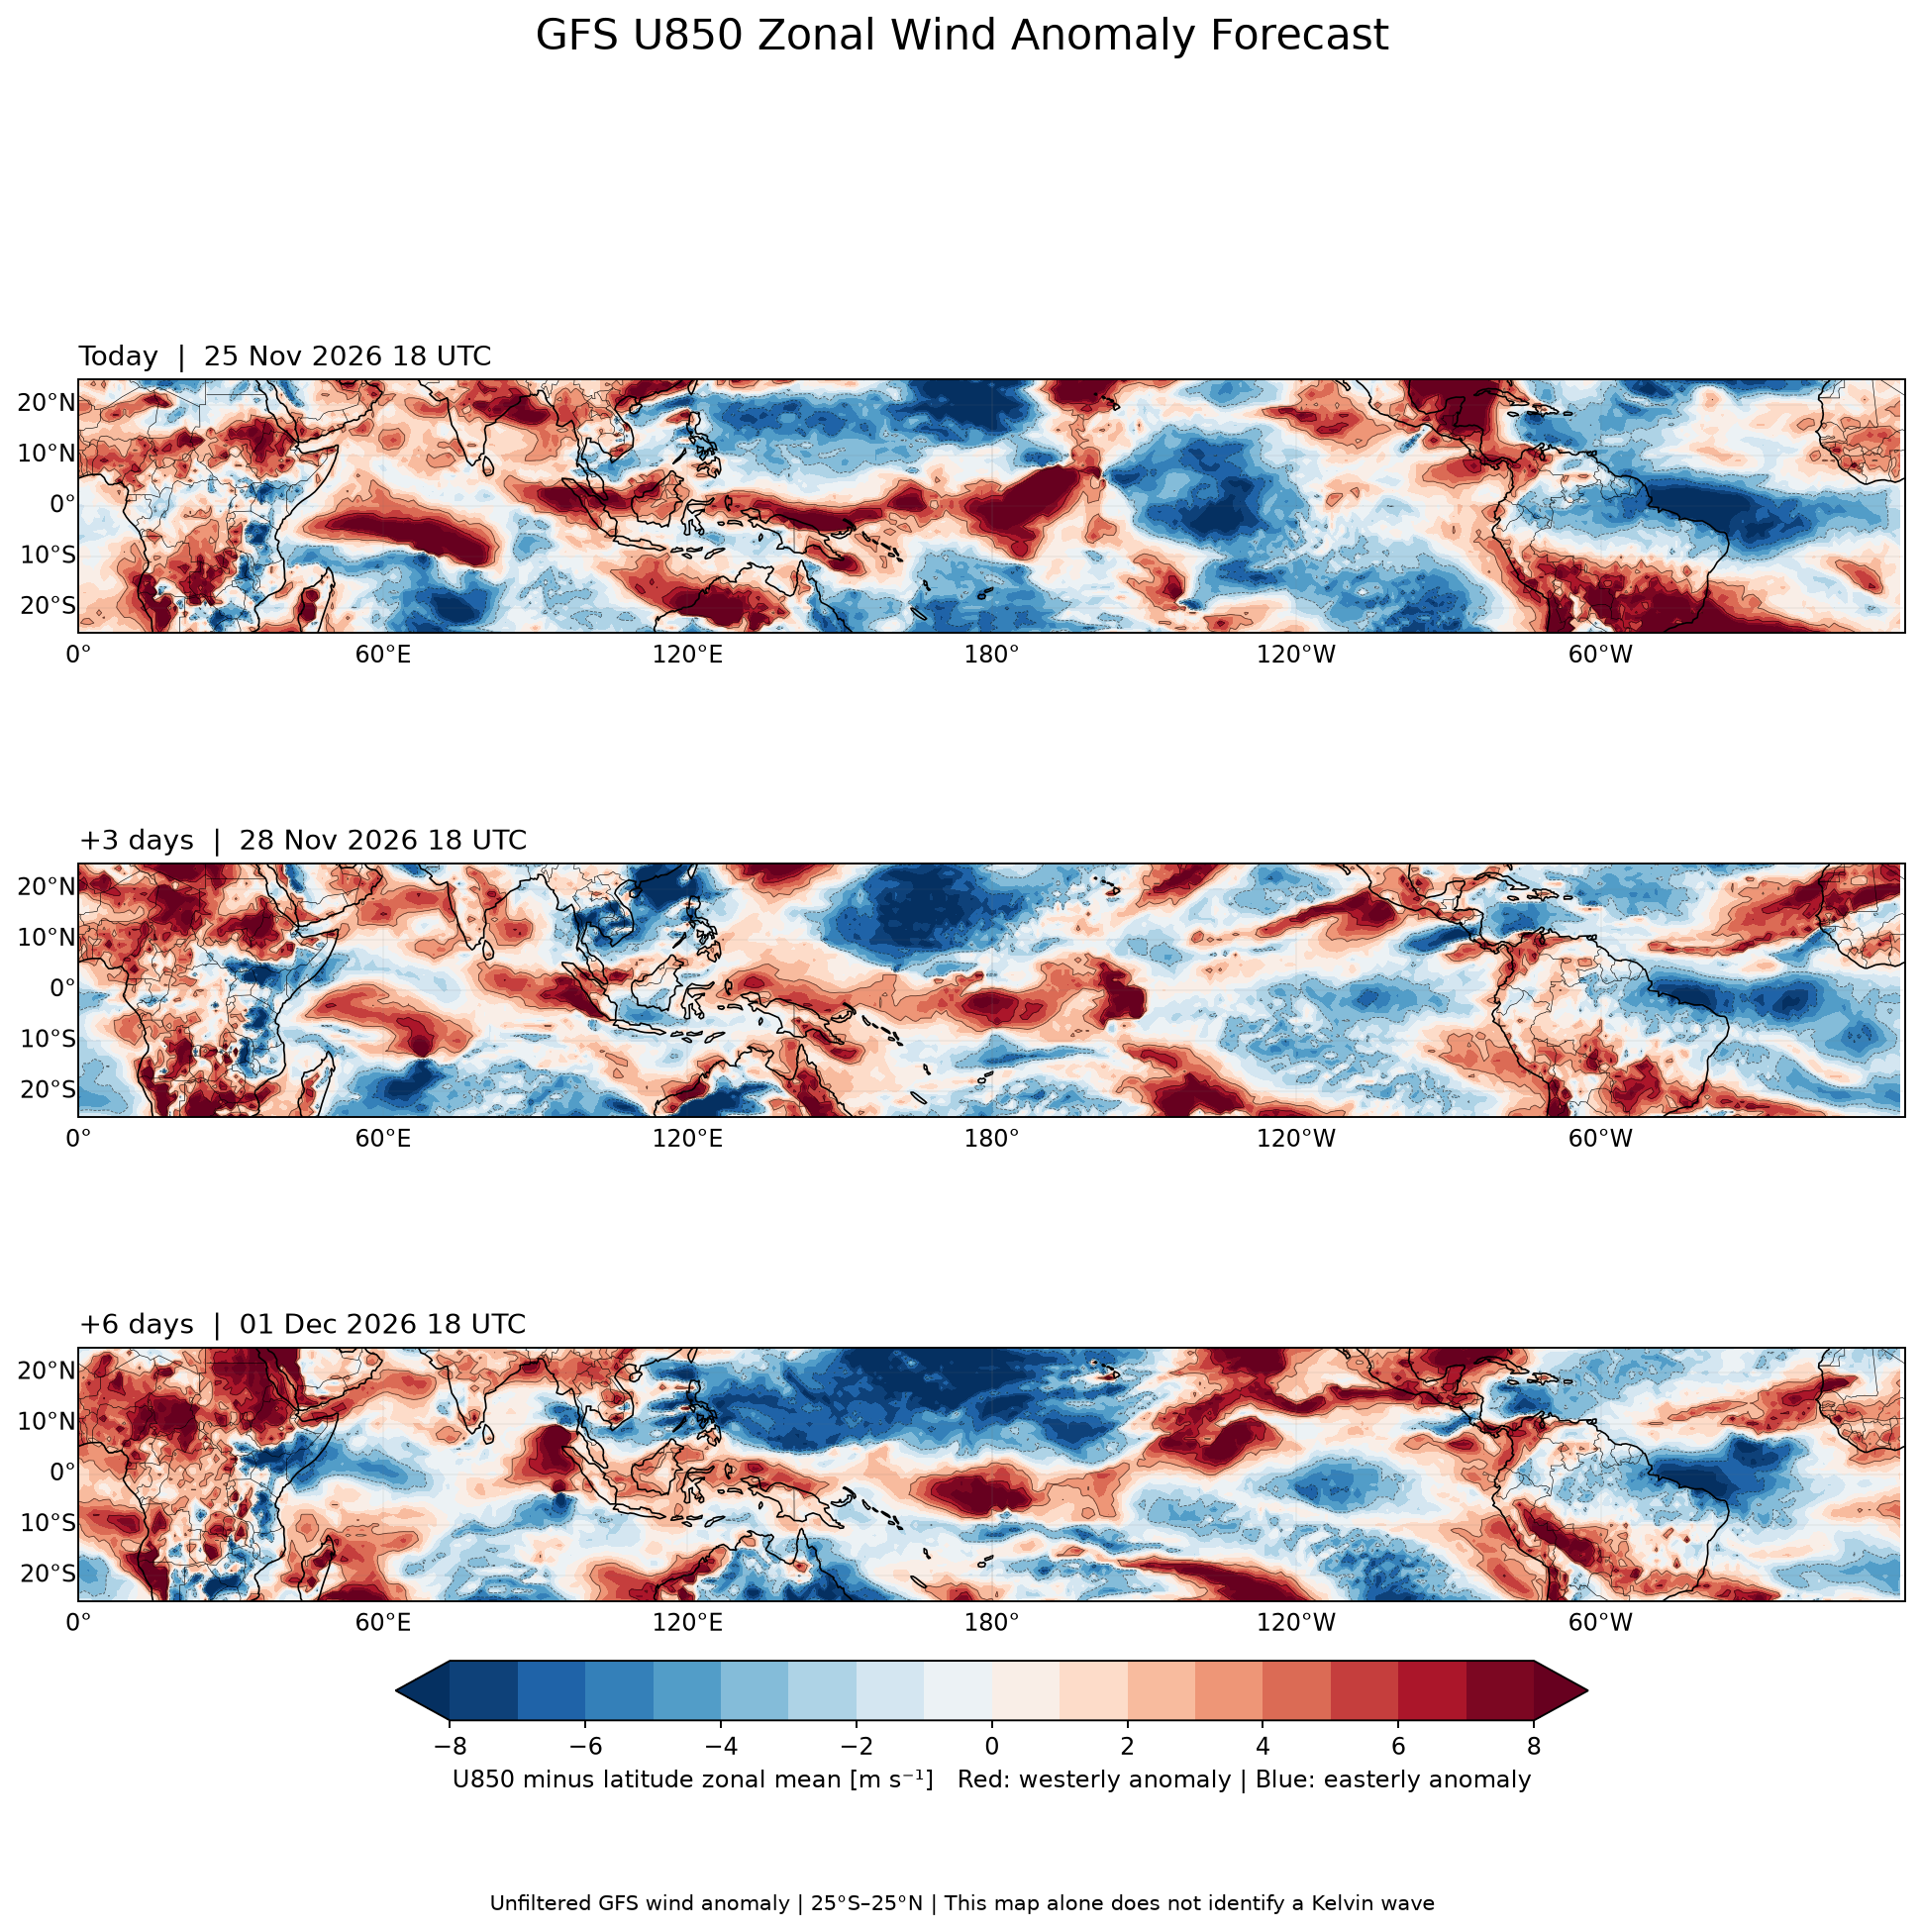 GFS U850 Zonal Wind Anomaly Forecast
Today | 25 Nov 2026 18 UTC
20°N
10°N
0°
10°S
20°S
0° 60°E 120°E 180° 120°W 60°W
+3 days | 28 Nov 2026 18 UTC
20°N
10°N
0°
10°S
20°S
0° 60°E 120°E 180° 120°W 60°W
+6 days | 01 Dec 2026 18 UTC
20°N
10°N
0°
10°S
20°S
0° 60°E 120°E 180° 120°W 60°W
−8 −6 −4 −2 0 2 4 6 8
U850 minus latitude zonal mean [m s⁻¹] Red: westerly anomaly | Blue: easterly anomaly
Unfiltered GFS wind anomaly | 25°S–25°N | This map alone does not identify a Kelvin wave